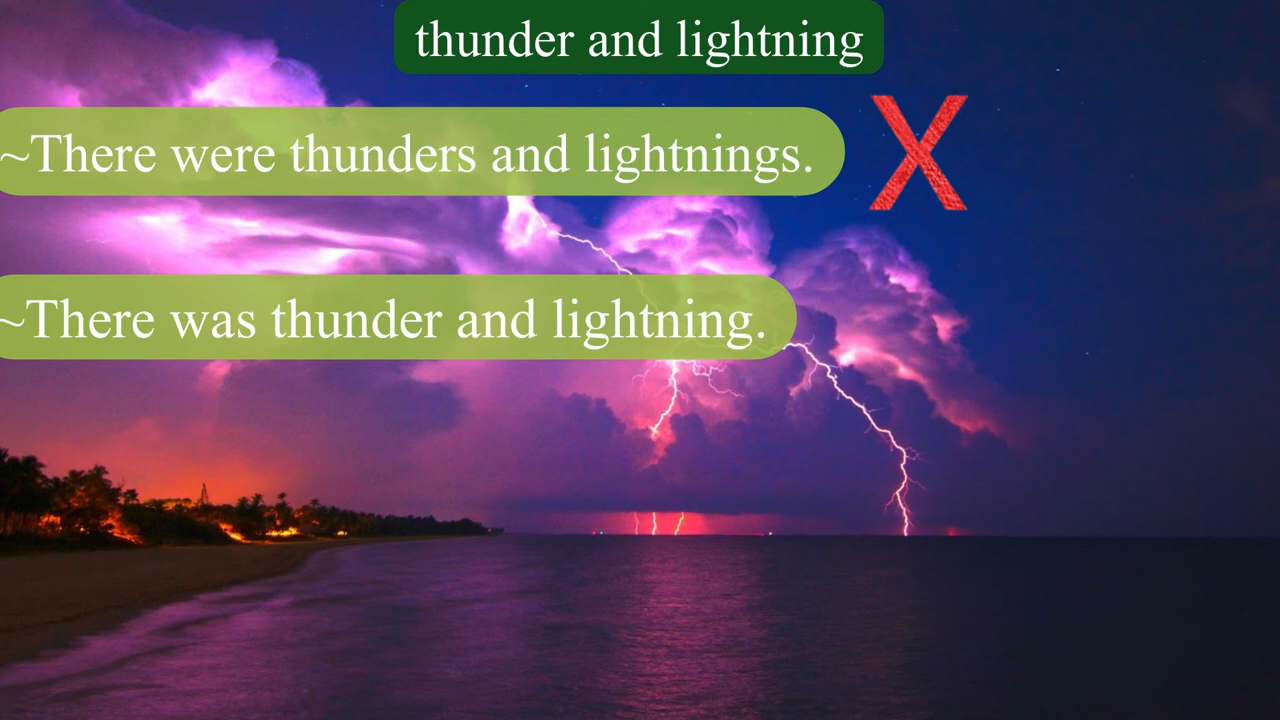 thunder and lightning
~There were thunders and lightnings. X
~There was thunder and lightning.